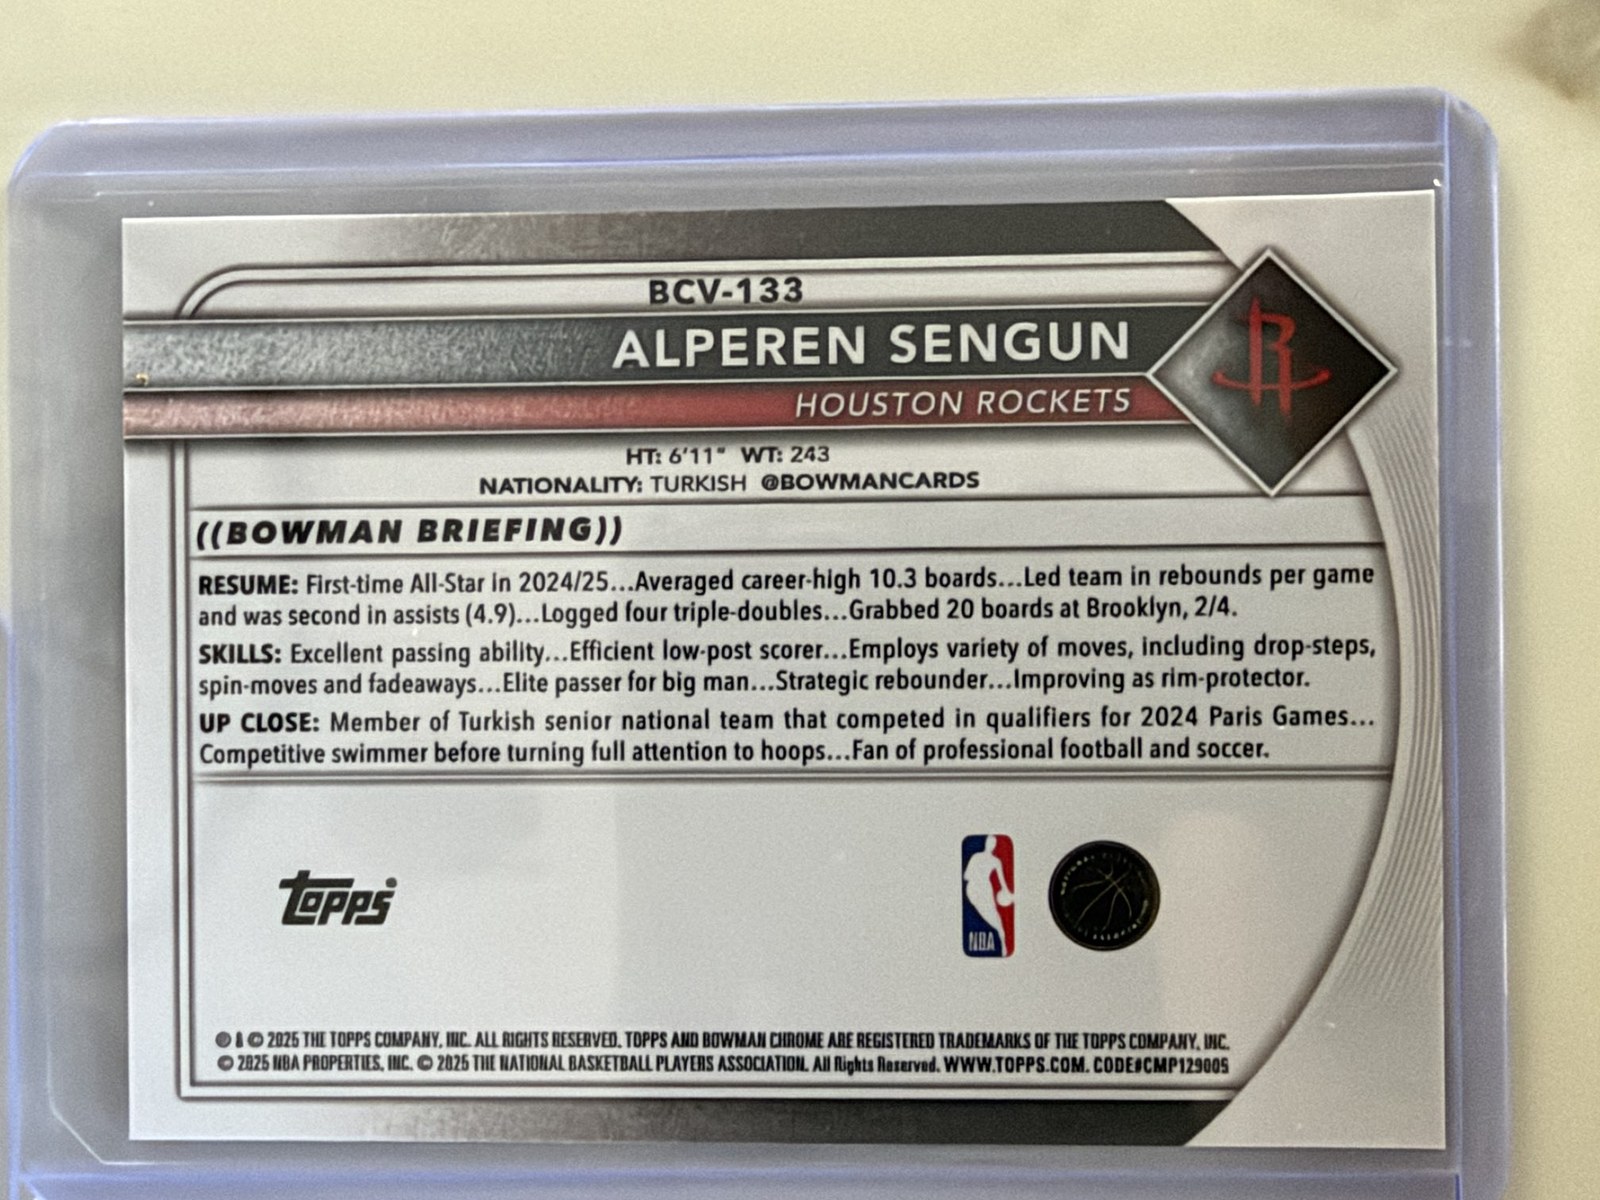 BCV-133
ALPEREN SENGUN
HOUSTON ROCKETS
R
HT: 6'11" WT: 243
NATIONALITY: TURKISH @BOWMANCARDS
((BOWMAN BRIEFING))
RESUME: First-time All-Star in 2024/25...Averaged career-high 10.3 boards...Led team in rebounds per game
and was second in assists (4.9)...Logged four triple-doubles...Grabbed 20 boards at Brooklyn, 2/4.
SKILLS: Excellent passing ability...Efficient low-post scorer...Employs variety of moves, including drop-steps,
spin-moves and fadeaways...Elite passer for big man...Strategic rebounder...Improving as rim-protector.
UP CLOSE: Member of Turkish senior national team that competed in qualifiers for 2024 Paris Games...
Competitive swimmer before turning full attention to hoops...Fan of professional football and soccer.
topps
NBA
® & © 2025 THE TOPPS COMPANY, INC. ALL RIGHTS RESERVED. TOPPS AND BOWMAN CHROME ARE REGISTERED TRADEMARKS OF THE TOPPS COMPANY, INC.
© 2025 NBA PROPERTIES, INC. © 2025 THE NATIONAL BASKETBALL PLAYERS ASSOCIATION. All Rights Reserved. WWW.TOPPS.COM. CODE#CMP129005